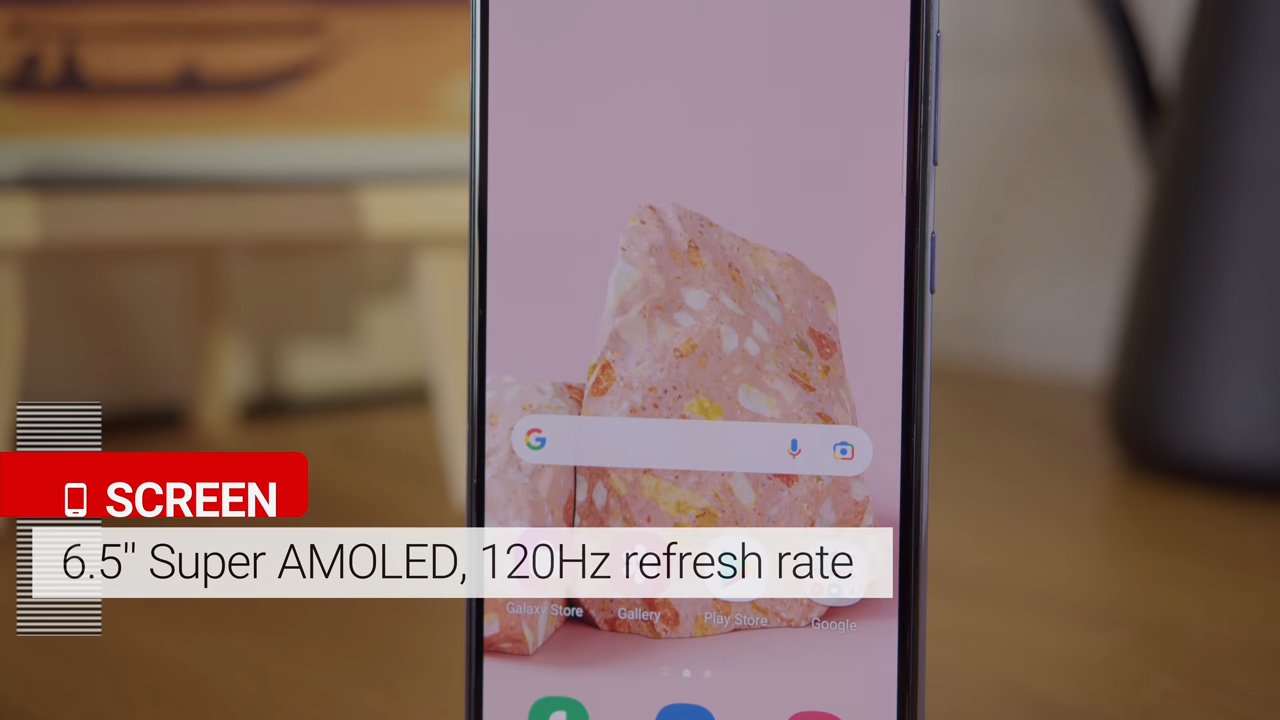 SCREEN
6.5" Super AMOLED, 120Hz refresh rate
Galaxy Store Gallery Play Store Google